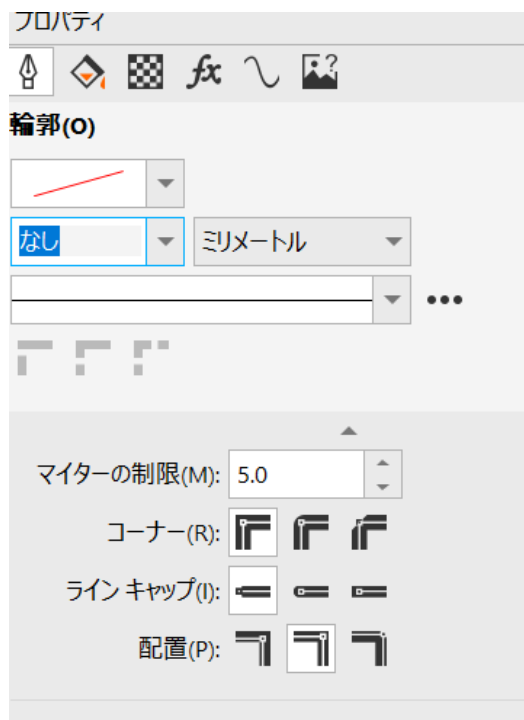 プロパティ
fx ?
輪郭(O)
なし ミリメートル
マイターの制限(M): 5.0
コーナー(R):
ライン キャップ(I):
配置(P):